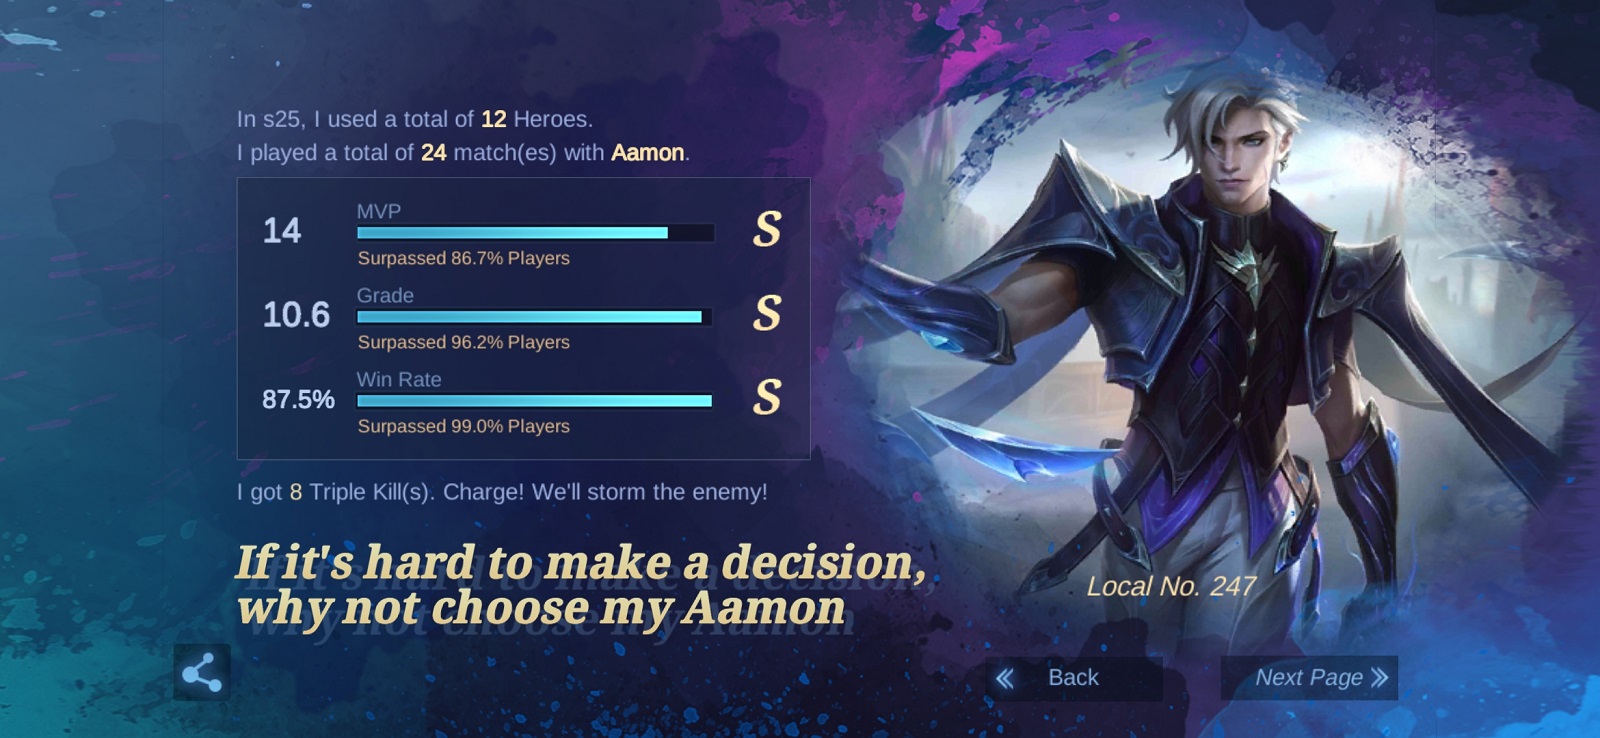 In s25, I used a total of 12 Heroes.
I played a total of 24 match(es) with Aamon.
14
MVP
Surpassed 86.7% Players
S
10.6
Grade
Surpassed 96.2% Players
S
87.5%
Win Rate
Surpassed 99.0% Players
S
I got 8 Triple Kill(s). Charge! We'll storm the enemy!
If it's hard to make a decision,
why not choose my Aamon
Local No. 247
Back
Next Page